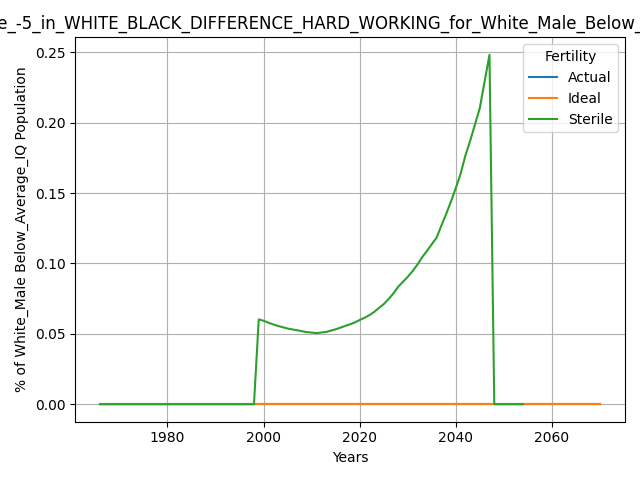 e_-5_in_WHITE_BLACK_DIFFERENCE_HARD_WORKING_for_White_Male_Below_
Fertility
Actual
Ideal
Sterile
% of White_Male Below_Average_IQ Population
0.25
0.20
0.15
0.10
0.05
0.00
1980 2000 2020 2040 2060
Years